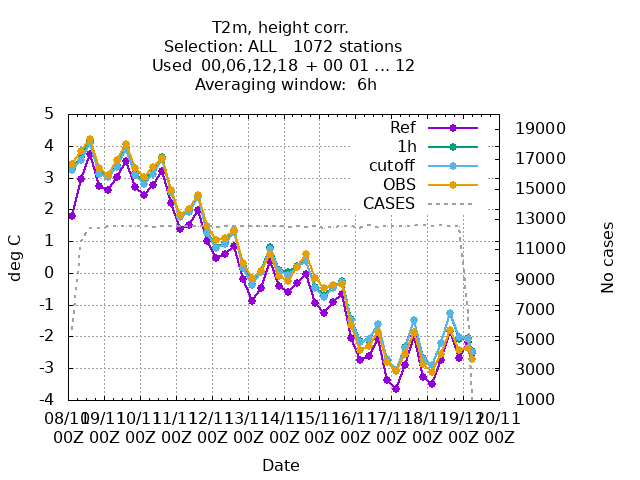 T2m, height corr.
Selection: ALL   1072 stations
Used  00,06,12,18  + 00 01 ... 12
Averaging window:  6h
Ref
1h
cutoff
OBS
CASES
5
4
3
2
1
0
-1
-2
-3
-4
deg C
19000
17000
15000
13000
11000
9000
7000
5000
3000
1000
No cases
08/11 09/11 10/11 11/11 12/11 13/11 14/11 15/11 16/11 17/11 18/11 19/11 20/11
00Z 00Z 00Z 00Z 00Z 00Z 00Z 00Z 00Z 00Z 00Z 00Z 00Z
Date